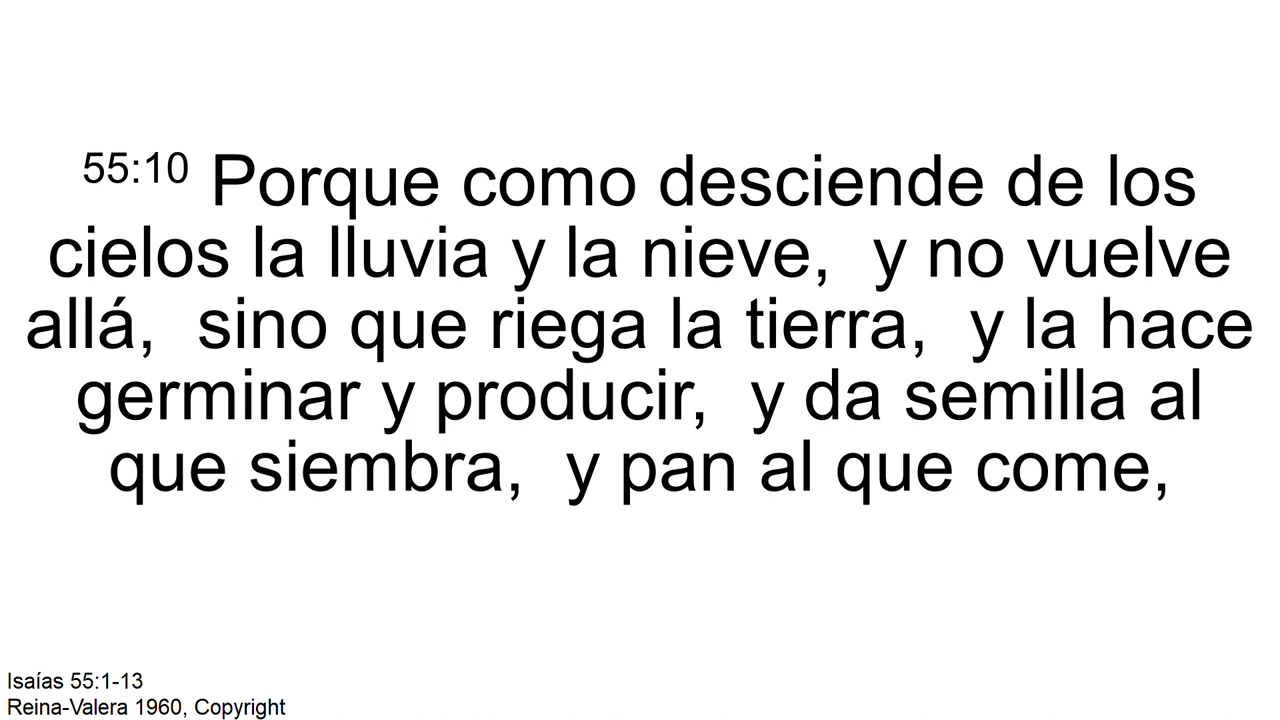 55:10 Porque como desciende de los
cielos la lluvia y la nieve,  y no vuelve
allá,  sino que riega la tierra,  y la hace
germinar y producir,  y da semilla al
que siembra,  y pan al que come,
Isaías 55:1-13
Reina-Valera 1960, Copyright